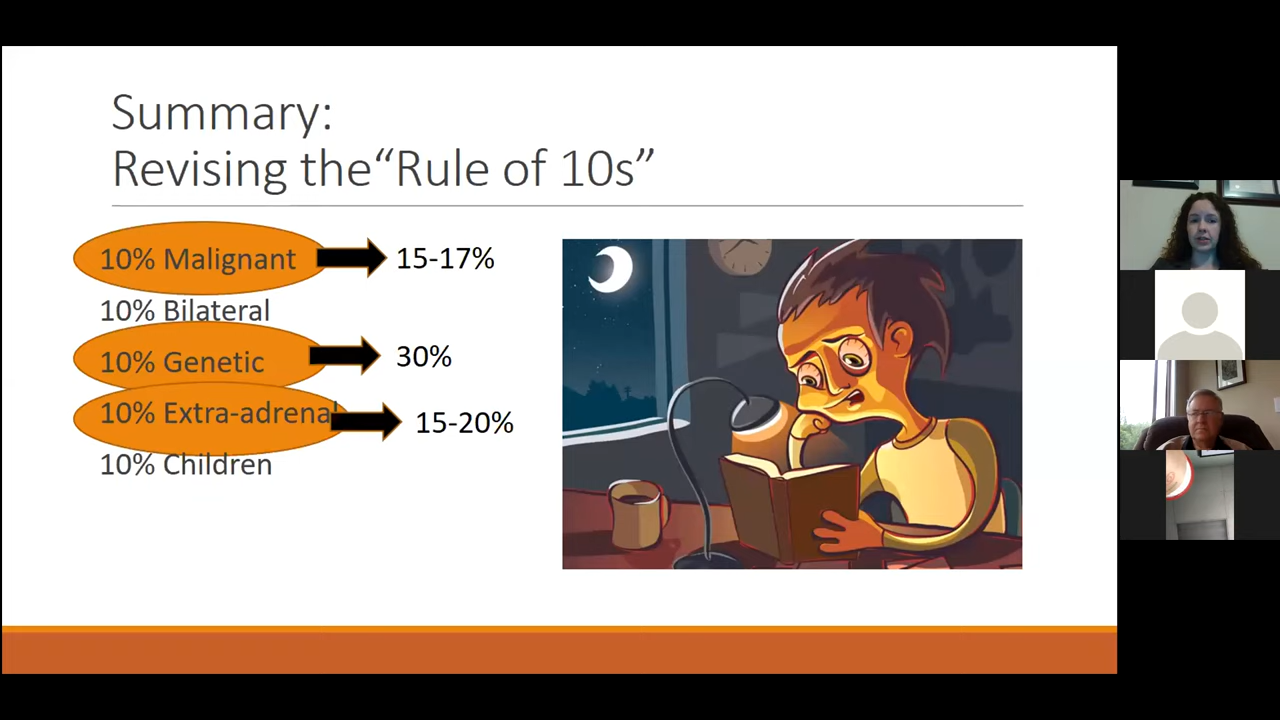 Summary:
Revising the“Rule of 10s”
10% Malignant
15-17%
10% Bilateral
10% Genetic
30%
10% Extra-adrenal
15-20%
10% Children